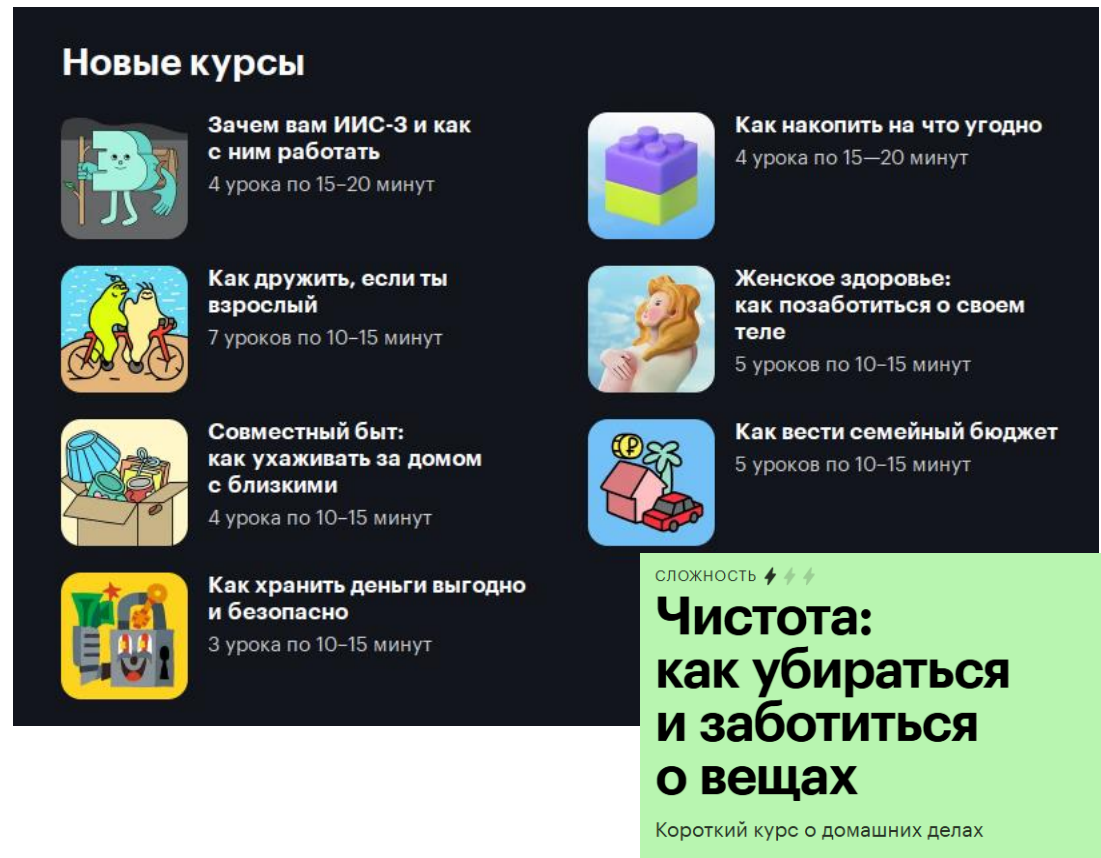 Новые курсы
Зачем вам ИИС-3 и как
с ним работать
4 урока по 15–20 минут
Как накопить на что угодно
4 урока по 15—20 минут
Как дружить, если ты
взрослый
7 уроков по 10–15 минут
Женское здоровье:
как позаботиться о своем
теле
5 уроков по 10–15 минут
Совместный быт:
как ухаживать за домом
с близкими
4 урока по 10–15 минут
Как вести семейный бюджет
5 уроков по 10–15 минут
Как хранить деньги выгодно
и безопасно
3 урока по 10–15 минут
СЛОЖНОСТЬ
Чистота:
как убираться
и заботиться
о вещах
Короткий курс о домашних делах